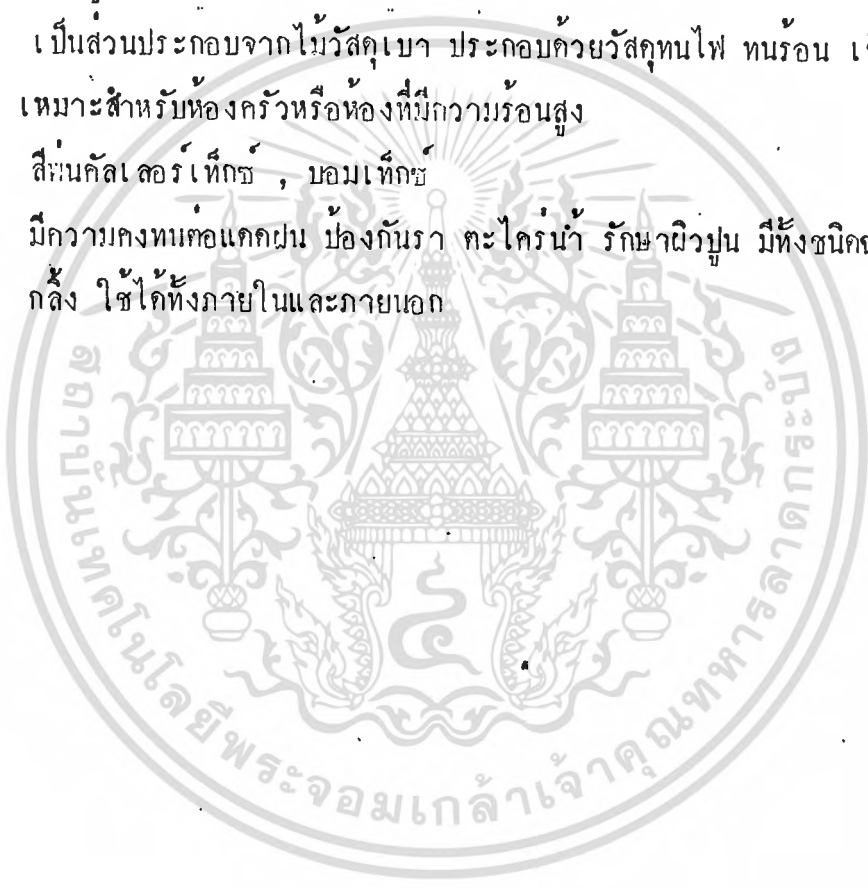 เป็นส่วนประกอบจากไม้วัสดุเบา ประกอบด้วยวัสดุทนไฟ ทนร้อน
เหมาะสำหรับห้องครัวหรือห้องที่มีความร้อนสูง
สีพ่นคัลเลอร์เท็กซ์ , บอมเท็กซ์
มีความคงทนต่อแดดฝน ป้องกันรา ตะไคร่น้ำ รักษาผิวปูน มีทั้งชนิด
กลิ้ง ใช้ได้ทั้งภายในและภายนอก
สถาบันเทคโนโลยีพระจอมเกล้าเจ้าคุณทหารลาดกระบัง